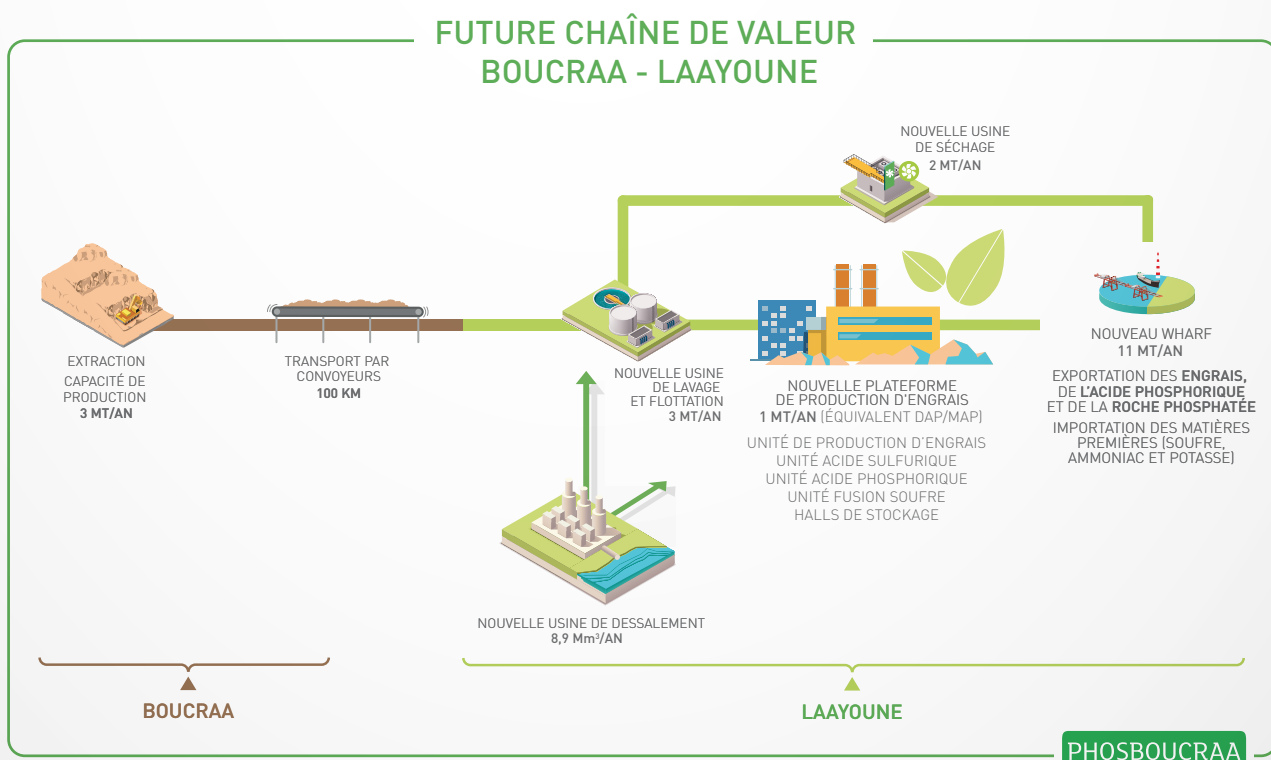 FUTURE CHAÎNE DE VALEUR
BOUCRAA - LAAYOUNE
NOUVELLE USINE
DE SÉCHAGE
2 MT/AN
EXTRACTION
CAPACITÉ DE
PRODUCTION
3 MT/AN
TRANSPORT PAR
CONVOYEURS
100 KM
NOUVELLE USINE
DE LAVAGE
ET FLOTTATION
3 MT/AN
NOUVELLE PLATEFORME
DE PRODUCTION D'ENGRAIS
1 MT/AN (ÉQUIVALENT DAP/MAP)
UNITÉ DE PRODUCTION D'ENGRAIS
UNITÉ ACIDE SULFURIQUE
UNITÉ ACIDE PHOSPHORIQUE
UNITÉ FUSION SOUFRE
HALLS DE STOCKAGE
NOUVEAU WHARF
11 MT/AN
EXPORTATION DES ENGRAIS,
DE L'ACIDE PHOSPHORIQUE
ET DE LA ROCHE PHOSPHATÉE
IMPORTATION DES MATIÈRES
PREMIÈRES (SOUFRE,
AMMONIAC ET POTASSE)
NOUVELLE USINE DE DESSALEMENT
8,9 Mm³/AN
BOUCRAA
LAAYOUNE
PHOSBOUCRAA